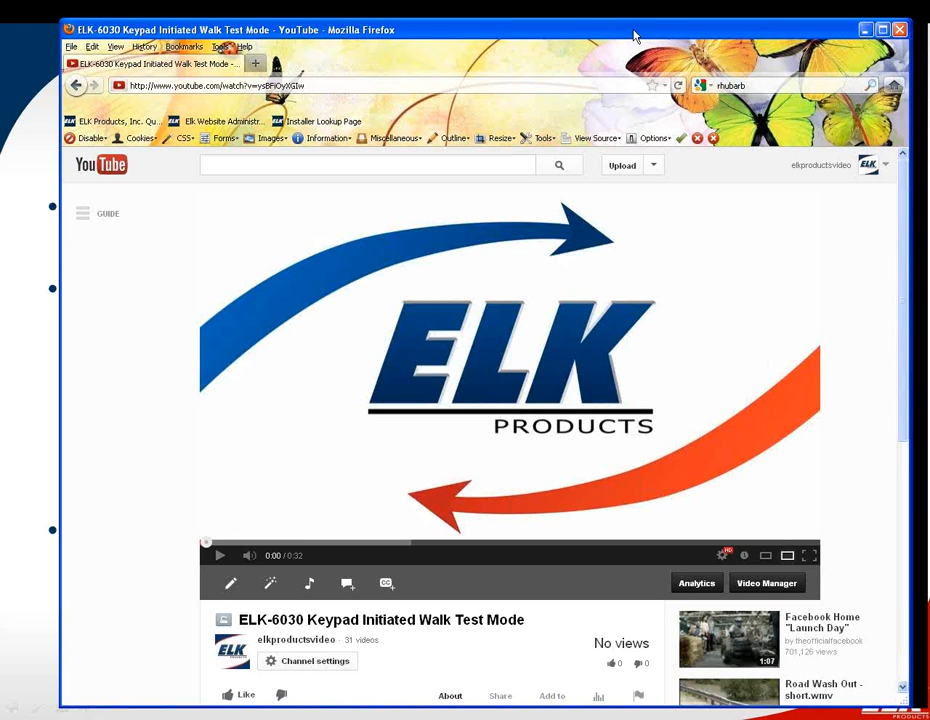 ELK-6030 Keypad Initiated Walk Test Mode - YouTube - Mozilla Firefox
File Edit View History Bookmarks Tools Help
ELK-6030 Keypad Initiated Walk Test Mode -...
http://www.youtube.com/watch?v=ysBFiOyXGIw
rhubarb
ELK Products, Inc. Qu... Elk Website Administr... Installer Lookup Page
Disable Cookies CSS Forms Images Information Miscellaneous Outline Resize Tools View Source Options
YouTube
Upload
elkproductsvideo
ELK
GUIDE
ELK
PRODUCTS
0:00 / 0:32
HD
CC
Analytics
Video Manager
ELK-6030 Keypad Initiated Walk Test Mode
elkproductsvideo · 31 videos
ELK
Channel settings
No views
0 0
Like
About Share Add to
Facebook Home
"Launch Day"
by theofficialfacebook
701,126 views
1:07
Road Wash Out -
short.wmv
PRODUCTS